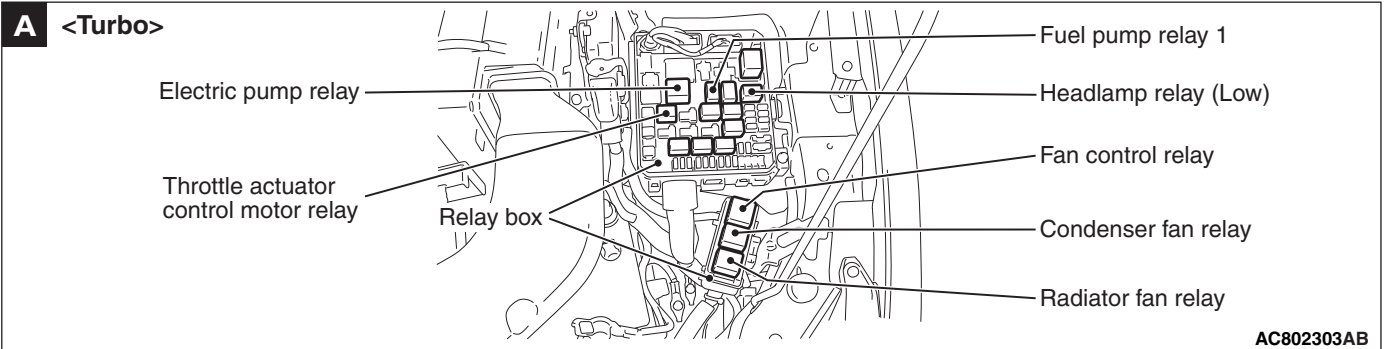 A <Turbo>
Electric pump relay
Throttle actuator
control motor relay
Relay box
Fuel pump relay 1
Headlamp relay (Low)
Fan control relay
Condenser fan relay
Radiator fan relay
AC802303AB